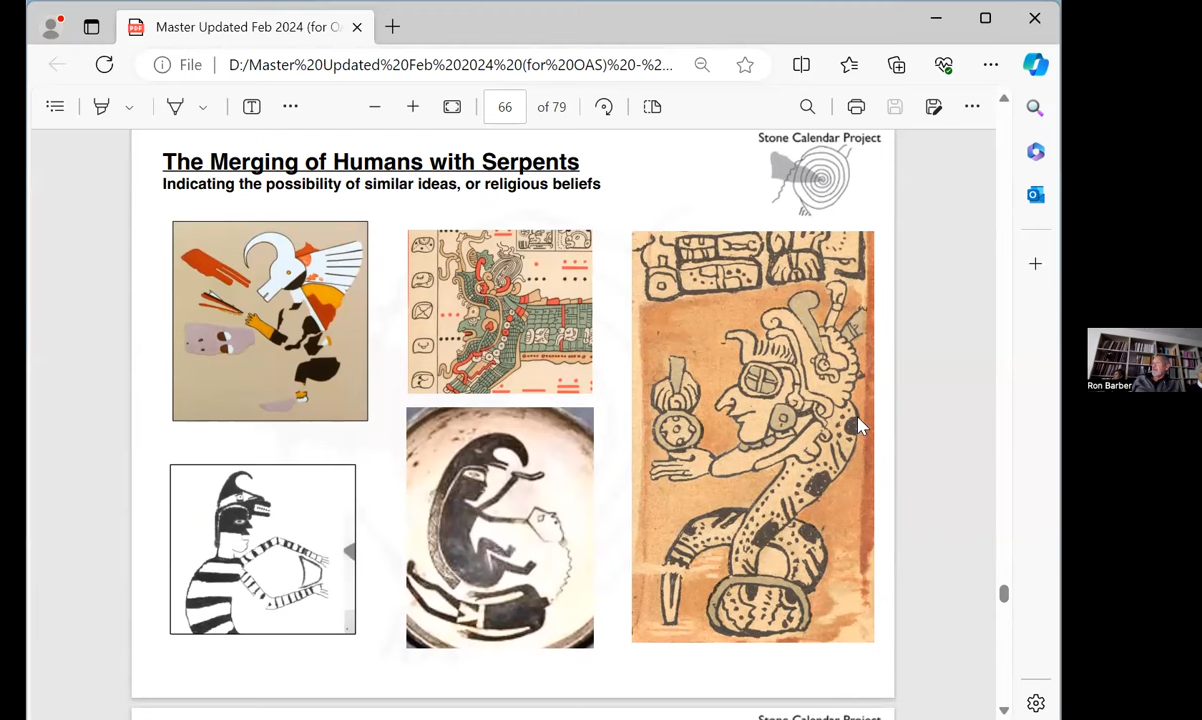 Master Updated Feb 2024 (for O
File
D:/Master%20Updated%20Feb%202024%20(for%20OAS)%20-%2...
66 of 79
Stone Calendar Project
The Merging of Humans with Serpents
Indicating the possibility of similar ideas, or religious beliefs
Ron Barber
Stone Calendar Project